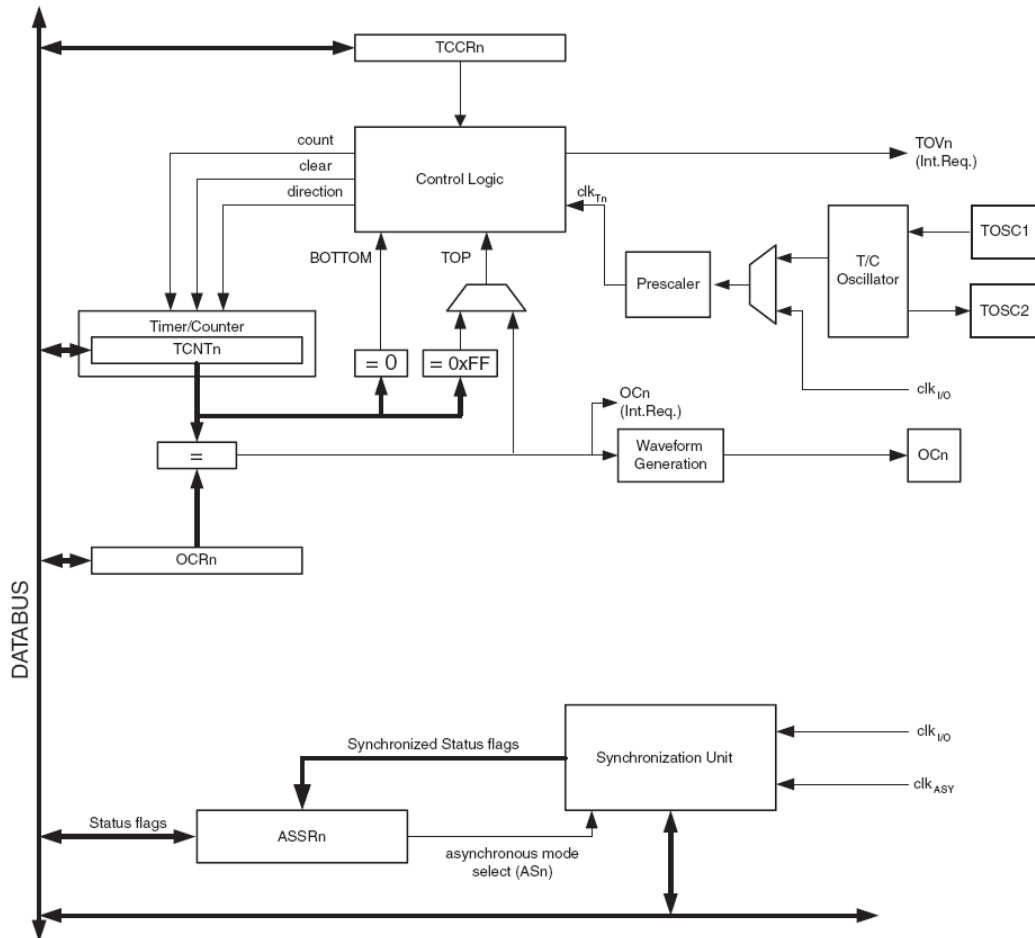 TCCRn
count
clear
direction
Control Logic
TOVn
(Int.Req.)
clkTn
BOTTOM
TOP
TOSC1
T/C
Oscillator
Prescaler
TOSC2
Timer/Counter
TCNTn
= 0
= 0xFF
clkI/O
OCn
(Int.Req.)
=
Waveform
Generation
OCn
OCRn
DATABUS
Synchronized Status flags
Synchronization Unit
clkI/O
clkASY
Status flags
ASSRn
asynchronous mode
select (ASn)